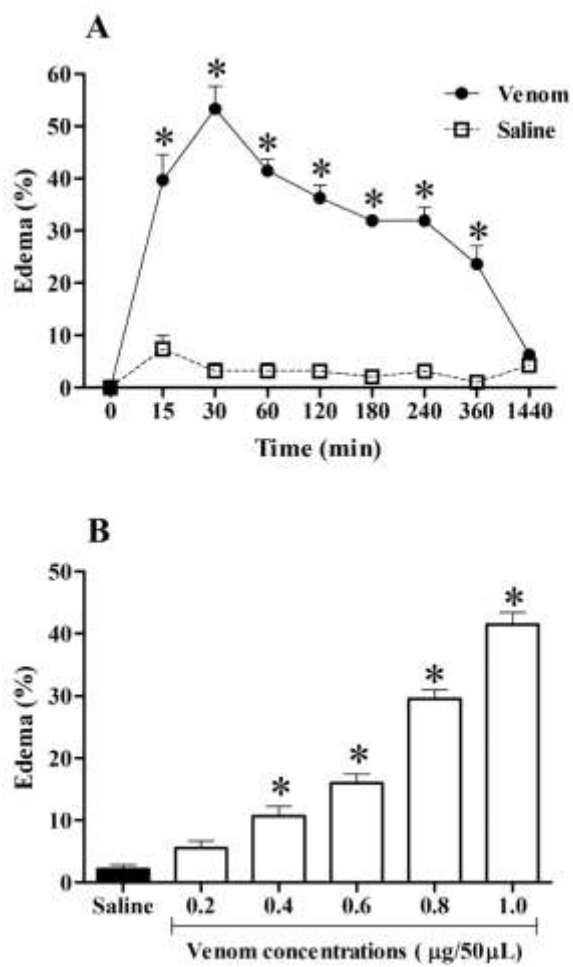 A
60
50
40
30
20
10
0
Edema (%)
* * * * * * *
Venom
Saline
0 15 30 60 120 180 240 360 1440
Time (min)
B
50
40
30
20
10
0
Edema (%)
* * * *
Saline 0.2 0.4 0.6 0.8 1.0
Venom concentrations ( μg/50μL)